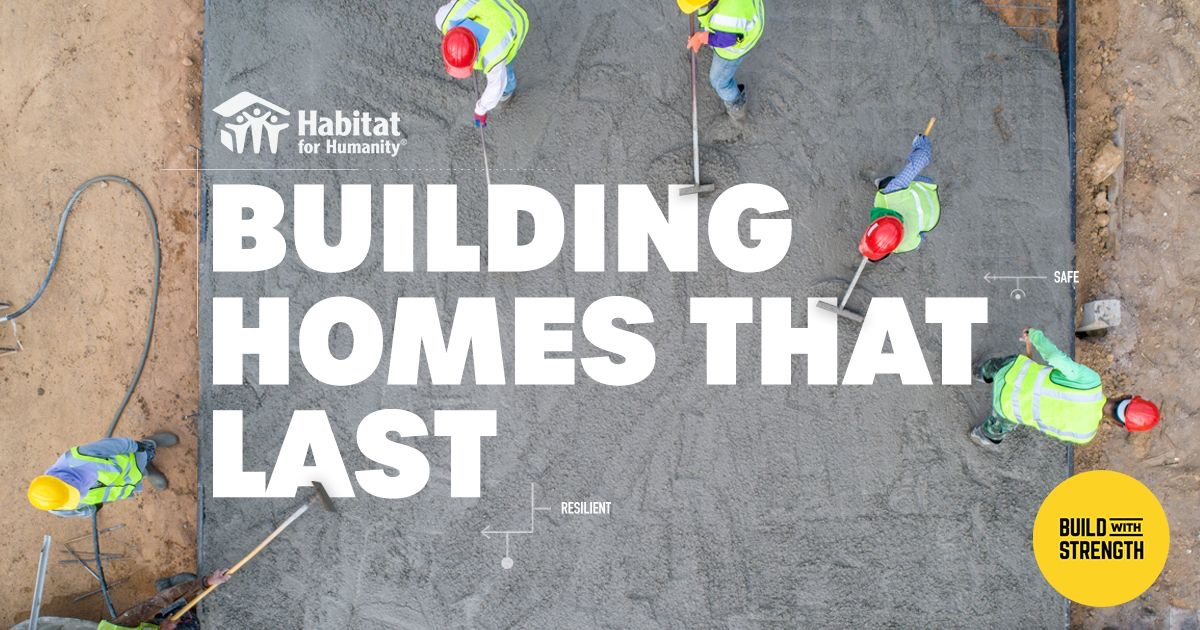 Habitat
for Humanity®
BUILDING
HOMES THAT
LAST
SAFE
RESILIENT
BUILD WITH
STRENGTH